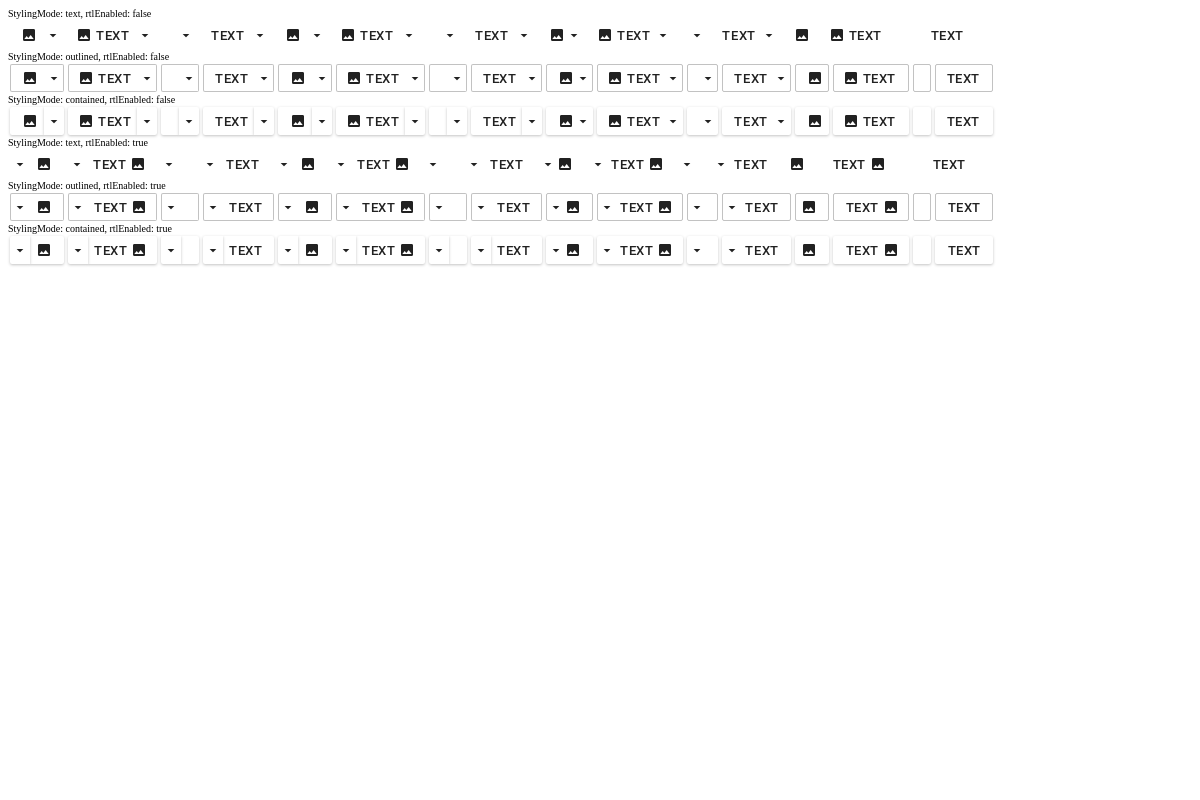 StylingMode: text, rtlEnabled: false
TEXT TEXT TEXT TEXT TEXT TEXT TEXT TEXT
StylingMode: outlined, rtlEnabled: false
TEXT TEXT TEXT TEXT TEXT TEXT TEXT TEXT
StylingMode: contained, rtlEnabled: false
TEXT TEXT TEXT TEXT TEXT TEXT TEXT TEXT
StylingMode: text, rtlEnabled: true
TEXT TEXT TEXT TEXT TEXT TEXT TEXT TEXT
StylingMode: outlined, rtlEnabled: true
TEXT TEXT TEXT TEXT TEXT TEXT TEXT TEXT
StylingMode: contained, rtlEnabled: true
TEXT TEXT TEXT TEXT TEXT TEXT TEXT TEXT